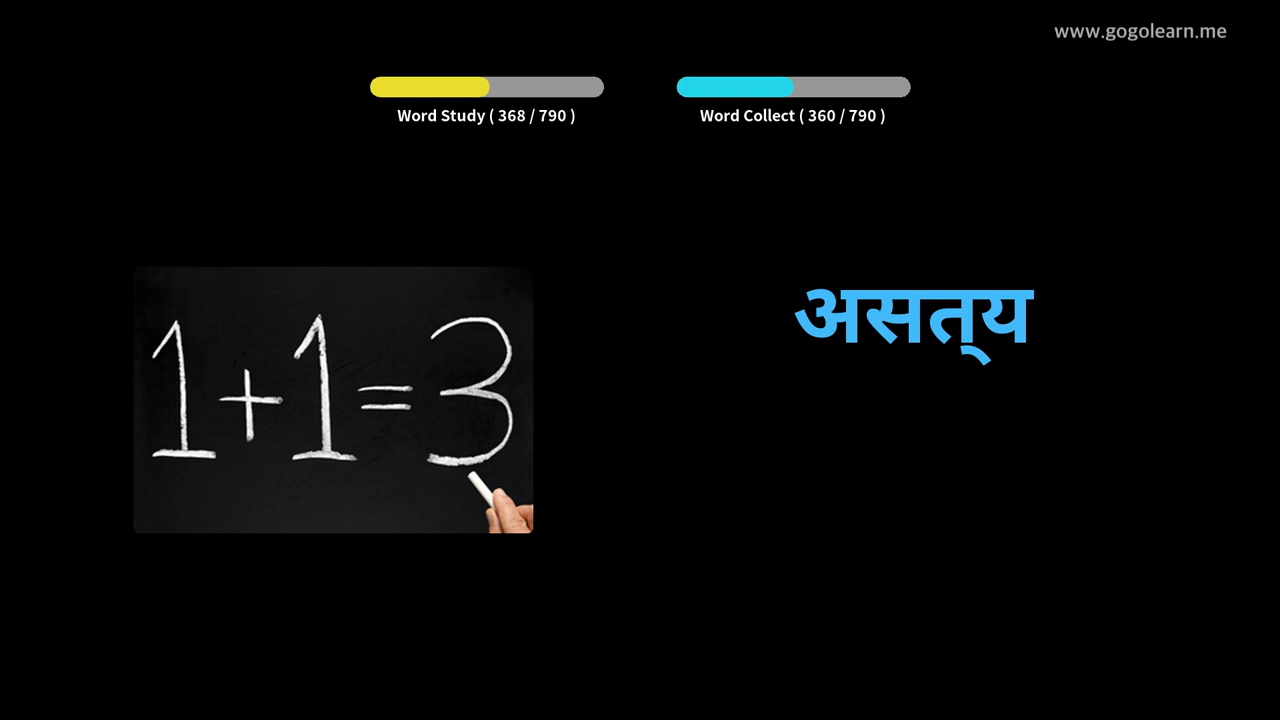 www.gogolearn.me
Word Study ( 368 / 790 )
Word Collect ( 360 / 790 )
1+1=3
असत्‌य